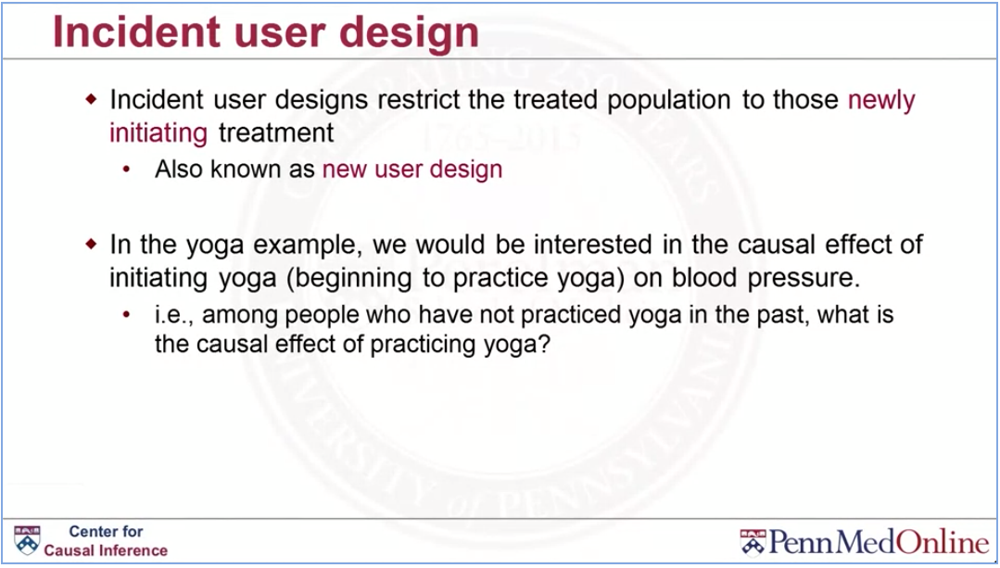 Incident user design
Incident user designs restrict the treated population to those newly
initiating treatment
Also known as new user design
In the yoga example, we would be interested in the causal effect of
initiating yoga (beginning to practice yoga) on blood pressure.
i.e., among people who have not practiced yoga in the past, what is
the causal effect of practicing yoga?
1765-2015
Center for
Causal Inference
PennMedOnline